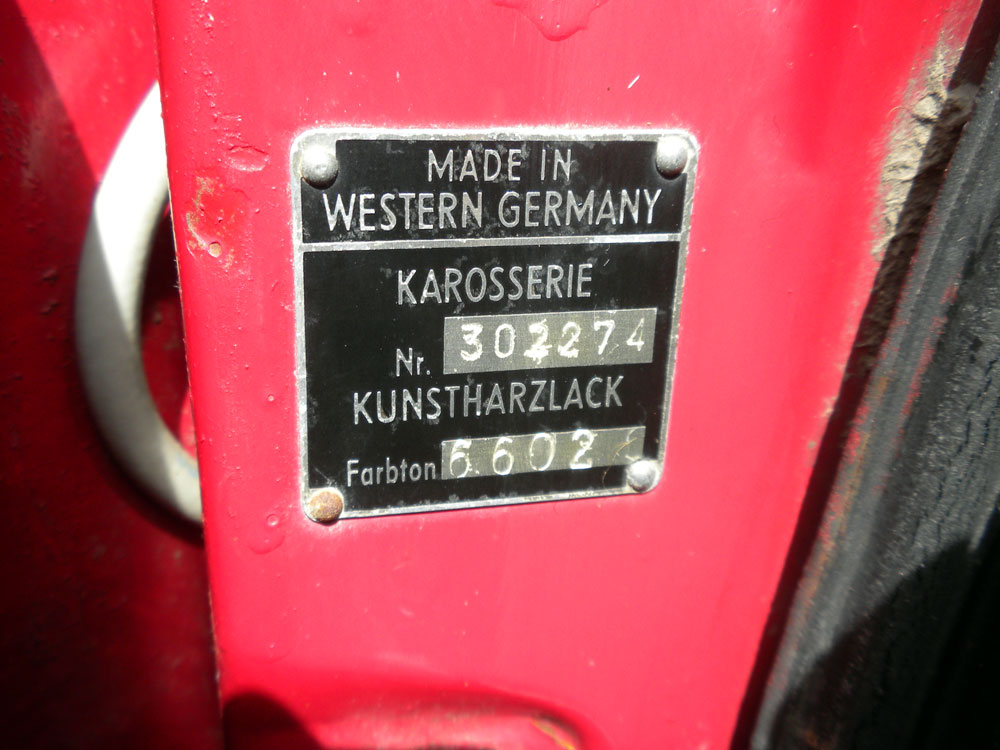 MADE IN
WESTERN GERMANY
KAROSSERIE
Nr. 302274
KUNSTHARZLACK
Farbton 6602